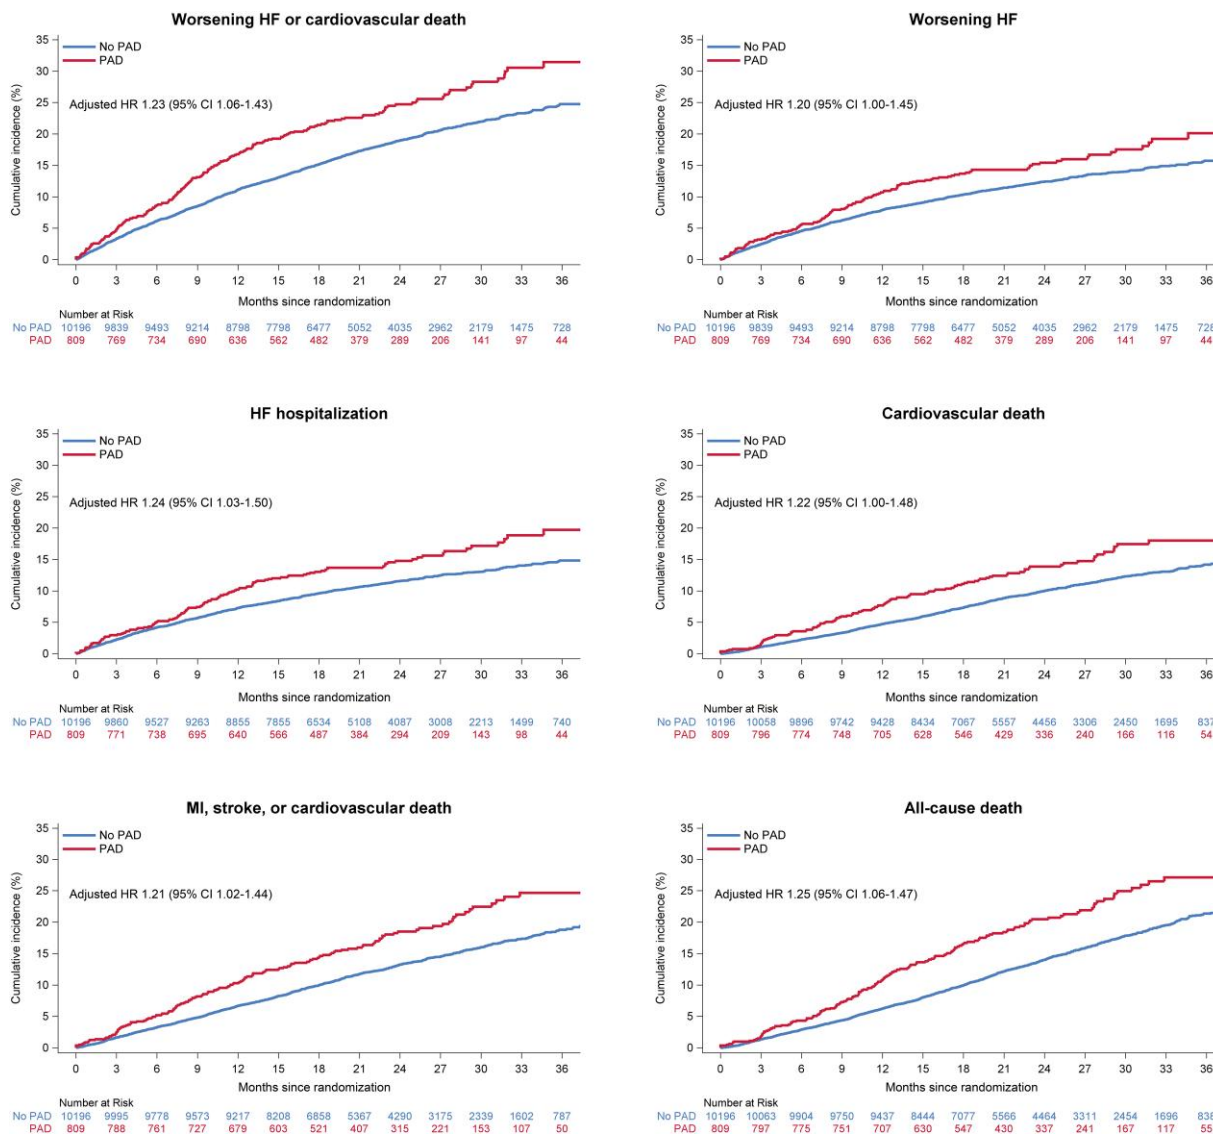 Worsening HF or cardiovascular death
35
30
25
20
15
10
5
0
Cumulative incidence (%)
No PAD
PAD
Adjusted HR 1.23 (95% CI 1.06-1.43)
0 3 6 9 12 15 18 21 24 27 30 33 36
Months since randomization
Number at Risk
No PAD 10196 9839 9493 9214 8798 7798 6477 5052 4035 2962 2179 1475 728
PAD 809 769 734 690 636 562 482 379 289 206 141 97 44
Worsening HF
35
30
25
20
15
10
5
0
Cumulative incidence (%)
No PAD
PAD
Adjusted HR 1.20 (95% CI 1.00-1.45)
0 3 6 9 12 15 18 21 24 27 30 33 36
Months since randomization
Number at Risk
No PAD 10196 9839 9493 9214 8798 7798 6477 5052 4035 2962 2179 1475 728
PAD 809 769 734 690 636 562 482 379 289 206 141 97 44
HF hospitalization
35
30
25
20
15
10
5
0
Cumulative incidence (%)
No PAD
PAD
Adjusted HR 1.24 (95% CI 1.03-1.50)
0 3 6 9 12 15 18 21 24 27 30 33 36
Months since randomization
Number at Risk
No PAD 10196 9860 9527 9263 8855 7855 6534 5108 4087 3008 2213 1499 740
PAD 809 771 738 695 640 566 487 384 294 209 143 98 44
Cardiovascular death
35
30
25
20
15
10
5
0
Cumulative incidence (%)
No PAD
PAD
Adjusted HR 1.22 (95% CI 1.00-1.48)
0 3 6 9 12 15 18 21 24 27 30 33 36
Months since randomization
Number at Risk
No PAD 10196 10058 9896 9742 9428 8434 7067 5557 4456 3306 2450 1695 837
PAD 809 796 774 748 705 628 546 429 336 240 166 116 54
MI, stroke, or cardiovascular death
35
30
25
20
15
10
5
0
Cumulative incidence (%)
No PAD
PAD
Adjusted HR 1.21 (95% CI 1.02-1.44)
0 3 6 9 12 15 18 21 24 27 30 33 36
Months since randomization
Number at Risk
No PAD 10196 9995 9778 9573 9217 8208 6858 5367 4290 3175 2339 1602 787
PAD 809 788 761 727 679 603 521 407 315 221 153 107 50
All-cause death
35
30
25
20
15
10
5
0
Cumulative incidence (%)
No PAD
PAD
Adjusted HR 1.25 (95% CI 1.06-1.47)
0 3 6 9 12 15 18 21 24 27 30 33 36
Months since randomization
Number at Risk
No PAD 10196 10063 9904 9750 9437 8444 7077 5566 4464 3311 2454 1696 838
PAD 809 797 775 751 707 630 547 430 337 241 167 117 55